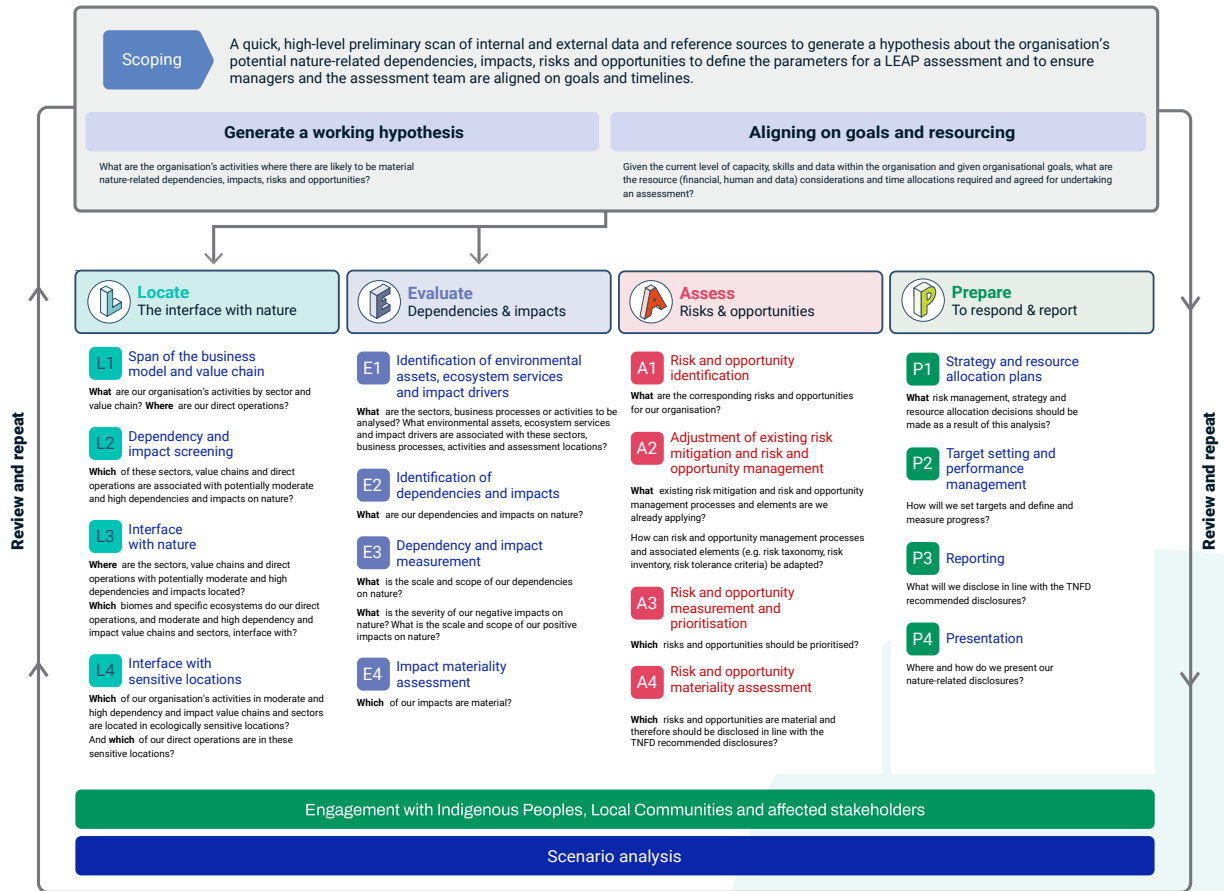 Scoping
A quick, high-level preliminary scan of internal and external data and reference sources to generate a hypothesis about the organisation's
potential nature-related dependencies, impacts, risks and opportunities to define the parameters for a LEAP assessment and to ensure
managers and the assessment team are aligned on goals and timelines.
Generate a working hypothesis
What are the organisation's activities where there are likely to be material
nature-related dependencies, impacts, risks and opportunities?
Aligning on goals and resourcing
Given the current level of capacity, skills and data within the organisation and given organisational goals, what are
the resource (financial, human and data) considerations and time allocations required and agreed for undertaking
an assessment?
Review and repeat
L
Locate
The interface with nature
L1
Span of the business
model and value chain
What are our organisation's activities by sector and
value chain? Where are our direct operations?
L2
Dependency and
impact screening
Which of these sectors, value chains and direct
operations are associated with potentially moderate
and high dependencies and impacts on nature?
L3
Interface
with nature
Where are the sectors, value chains and direct
operations with potentially moderate and high
dependencies and impacts located?
Which biomes and specific ecosystems do our direct
operations, and moderate and high dependency and
impact value chains and sectors, interface with?
L4
Interface with
sensitive locations
Which of our organisation's activities in moderate and
high dependency and impact value chains and sectors
are located in ecologically sensitive locations?
And which of our direct operations are in these
sensitive locations?
E
Evaluate
Dependencies & impacts
E1
Identification of environmental
assets, ecosystem services
and impact drivers
What are the sectors, business processes or activities to be
analysed? What environmental assets, ecosystem services
and impact drivers are associated with these sectors,
business processes, activities and assessment locations?
E2
Identification of
dependencies and impacts
What are our dependencies and impacts on nature?
E3
Dependency and impact
measurement
What is the scale and scope of our dependencies
on nature?
What is the severity of our negative impacts on
nature? What is the scale and scope of our positive
impacts on nature?
E4
Impact materiality
assessment
Which of our impacts are material?
A
Assess
Risks & opportunities
A1
Risk and opportunity
identification
What are the corresponding risks and opportunities
for our organisation?
A2
Adjustment of existing risk
mitigation and risk and
opportunity management
What existing risk mitigation and risk and opportunity
management processes and elements are we
already applying?
How can risk and opportunity management processes
and associated elements (e.g. risk taxonomy, risk
inventory, risk tolerance criteria) be adapted?
A3
Risk and opportunity
measurement and
prioritisation
Which risks and opportunities should be prioritised?
A4
Risk and opportunity
materiality assessment
Which risks and opportunities are material and
therefore should be disclosed in line with the
TNFD recommended disclosures?
P
Prepare
To respond & report
P1
Strategy and resource
allocation plans
What risk management, strategy and
resource allocation decisions should be
made as a result of this analysis?
P2
Target setting and
performance
management
How will we set targets and define and
measure progress?
P3
Reporting
What will we disclose in line with the TNFD
recommended disclosures?
P4
Presentation
Where and how do we present our
nature-related disclosures?
Review and repeat
Engagement with Indigenous Peoples, Local Communities and affected stakeholders
Scenario analysis